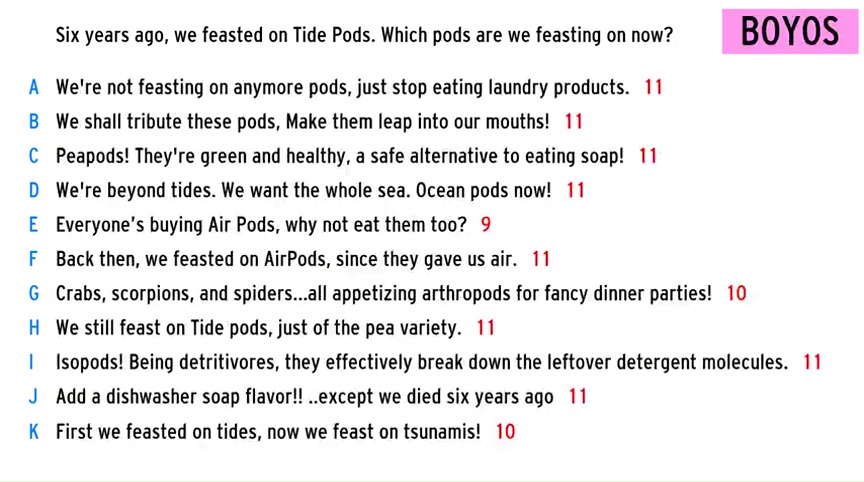 Six years ago, we feasted on Tide Pods. Which pods are we feasting on now?
BOYOS
A We're not feasting on anymore pods, just stop eating laundry products. 11
B We shall tribute these pods, Make them leap into our mouths! 11
C Peapods! They're green and healthy, a safe alternative to eating soap! 11
D We're beyond tides. We want the whole sea. Ocean pods now! 11
E Everyone's buying Air Pods, why not eat them too? 9
F Back then, we feasted on AirPods, since they gave us air. 11
G Crabs, scorpions, and spiders...all appetizing arthropods for fancy dinner parties! 10
H We still feast on Tide pods, just of the pea variety. 11
I Isopods! Being detritivores, they effectively break down the leftover detergent molecules. 11
J Add a dishwasher soap flavor!! ..except we died six years ago 11
K First we feasted on tides, now we feast on tsunamis! 10